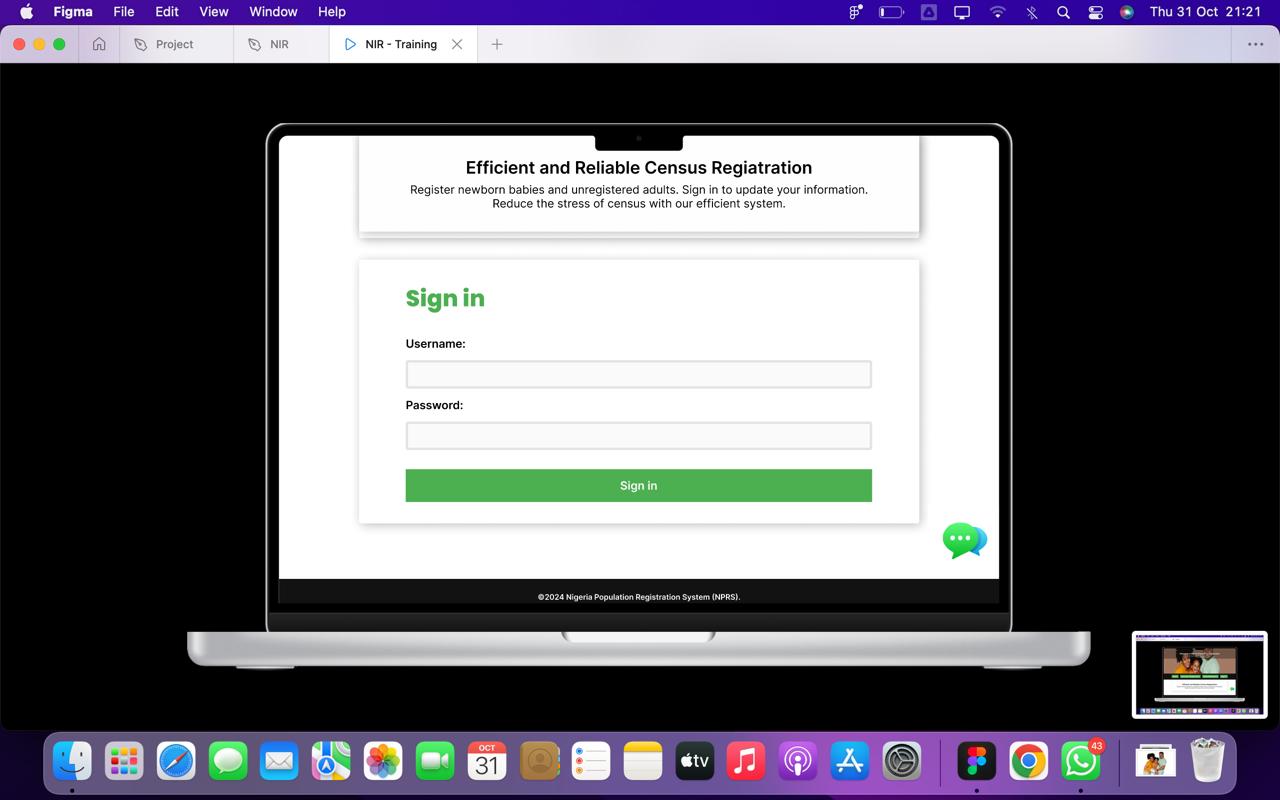 Figma File Edit View Window Help Thu 31 Oct 21:21
Project NIR NIR - Training
Efficient and Reliable Census Regiatration
Register newborn babies and unregistered adults. Sign in to update your information.
Reduce the stress of census with our efficient system.
Sign in
Username:
Password:
Sign in
©2024 Nigeria Population Registration System (NPRS).
OCT
31
tv
43